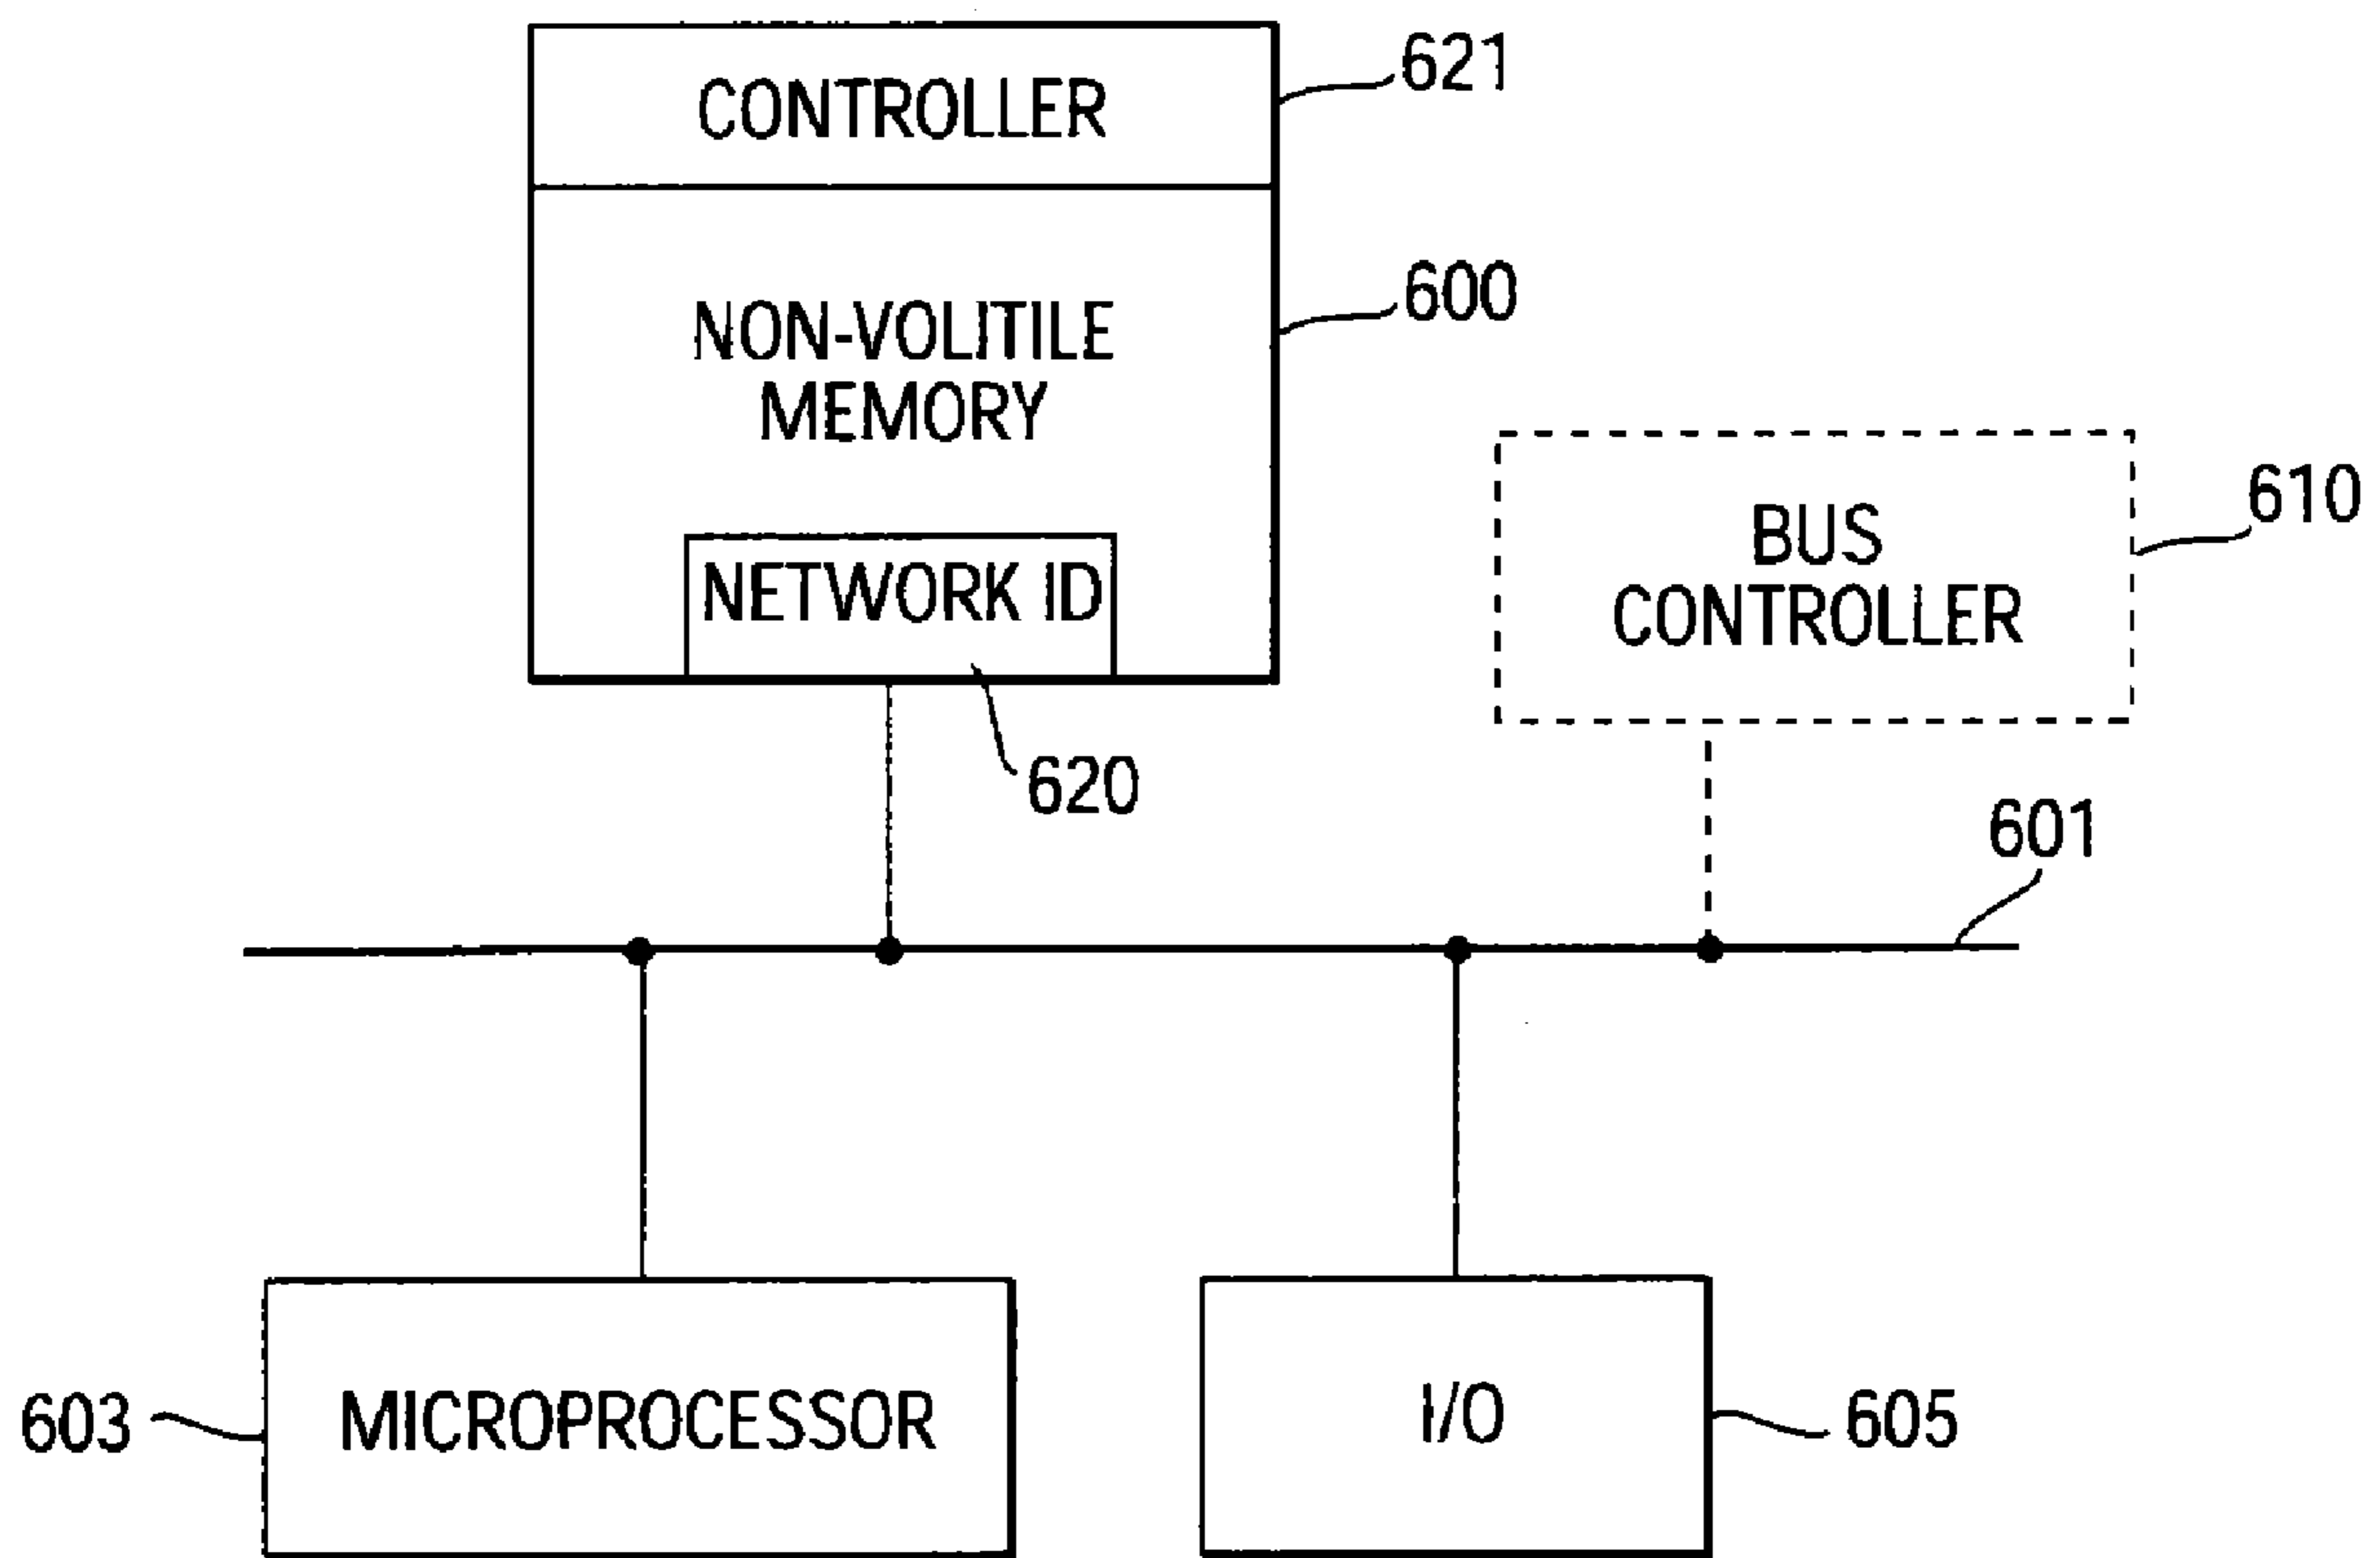 CONTROLLER
621
NON-VOLITILE
MEMORY
600
NETWORK ID
620
BUS
CONTROLLER
610
601
MICROPROCESSOR
603
I/O
605